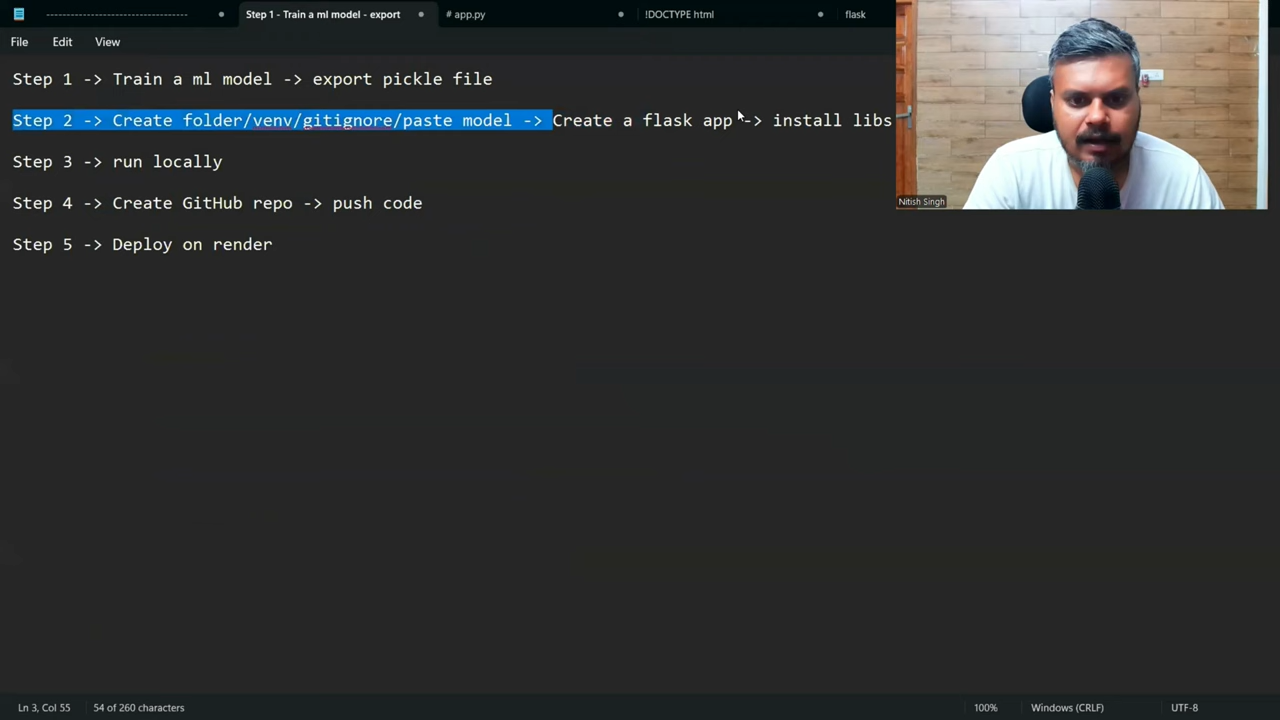 --------------------------------
Step 1 - Train a ml model - export
# app.py
!DOCTYPE html
flask
File
Edit
View
Step 1 -> Train a ml model -> export pickle file
Step 2 -> Create folder/venv/gitignore/paste model -> Create a flask app -> install libs
Step 3 -> run locally
Step 4 -> Create GitHub repo -> push code
Step 5 -> Deploy on render
Nitish Singh
Ln 3, Col 55
54 of 260 characters
100%
Windows (CRLF)
UTF-8